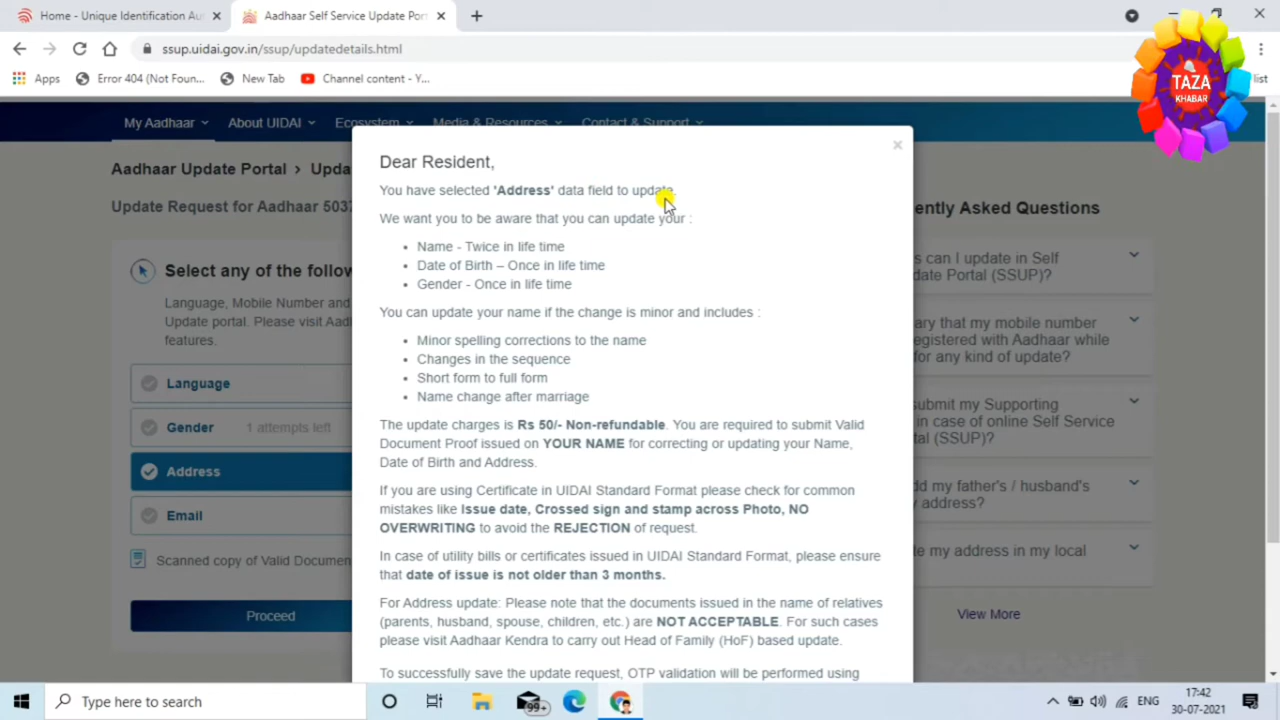 Home - Unique Identification Au
Aadhaar Self Service Update Port
ssup.uidai.gov.in/ssup/updatedetails.html
Apps
Error 404 (Not Foun...
New Tab
Channel content - Y...
list
TAZA
KHABAR
My Aadhaar
About UIDAI
Ecosystem
Media & Resources
Contact & Support
Aadhaar Update Portal > Upda
Update Request for Aadhaar 5037
Select any of the follow
Language, Mobile Number and
Update portal. Please visit Aad
features.
Language
Gender 1 attempts left
Address
Email
Scanned copy of Valid Documen
Proceed
Dear Resident,
You have selected 'Address' data field to update.
We want you to be aware that you can update your :
• Name - Twice in life time
• Date of Birth – Once in life time
• Gender - Once in life time
You can update your name if the change is minor and includes :
• Minor spelling corrections to the name
• Changes in the sequence
• Short form to full form
• Name change after marriage
The update charges is Rs 50/- Non-refundable. You are required to submit Valid
Document Proof issued on YOUR NAME for correcting or updating your Name,
Date of Birth and Address.
If you are using Certificate in UIDAI Standard Format please check for common
mistakes like Issue date, Crossed sign and stamp across Photo, NO
OVERWRITING to avoid the REJECTION of request.
In case of utility bills or certificates issued in UIDAI Standard Format, please ensure
that date of issue is not older than 3 months.
For Address update: Please note that the documents issued in the name of relatives
(parents, husband, spouse, children, etc.) are NOT ACCEPTABLE. For such cases
please visit Aadhaar Kendra to carry out Head of Family (HoF) based update.
To successfully save the update request, OTP validation will be performed using
ently Asked Questions
s can I update in Self
date Portal (SSUP)?
ary that my mobile number
egistered with Aadhaar while
for any kind of update?
submit my Supporting
in case of online Self Service
tal (SSUP)?
dd my father's / husband's
y address?
te my address in my local
View More
Type here to search
99+
ENG
17:42
30-07-2021